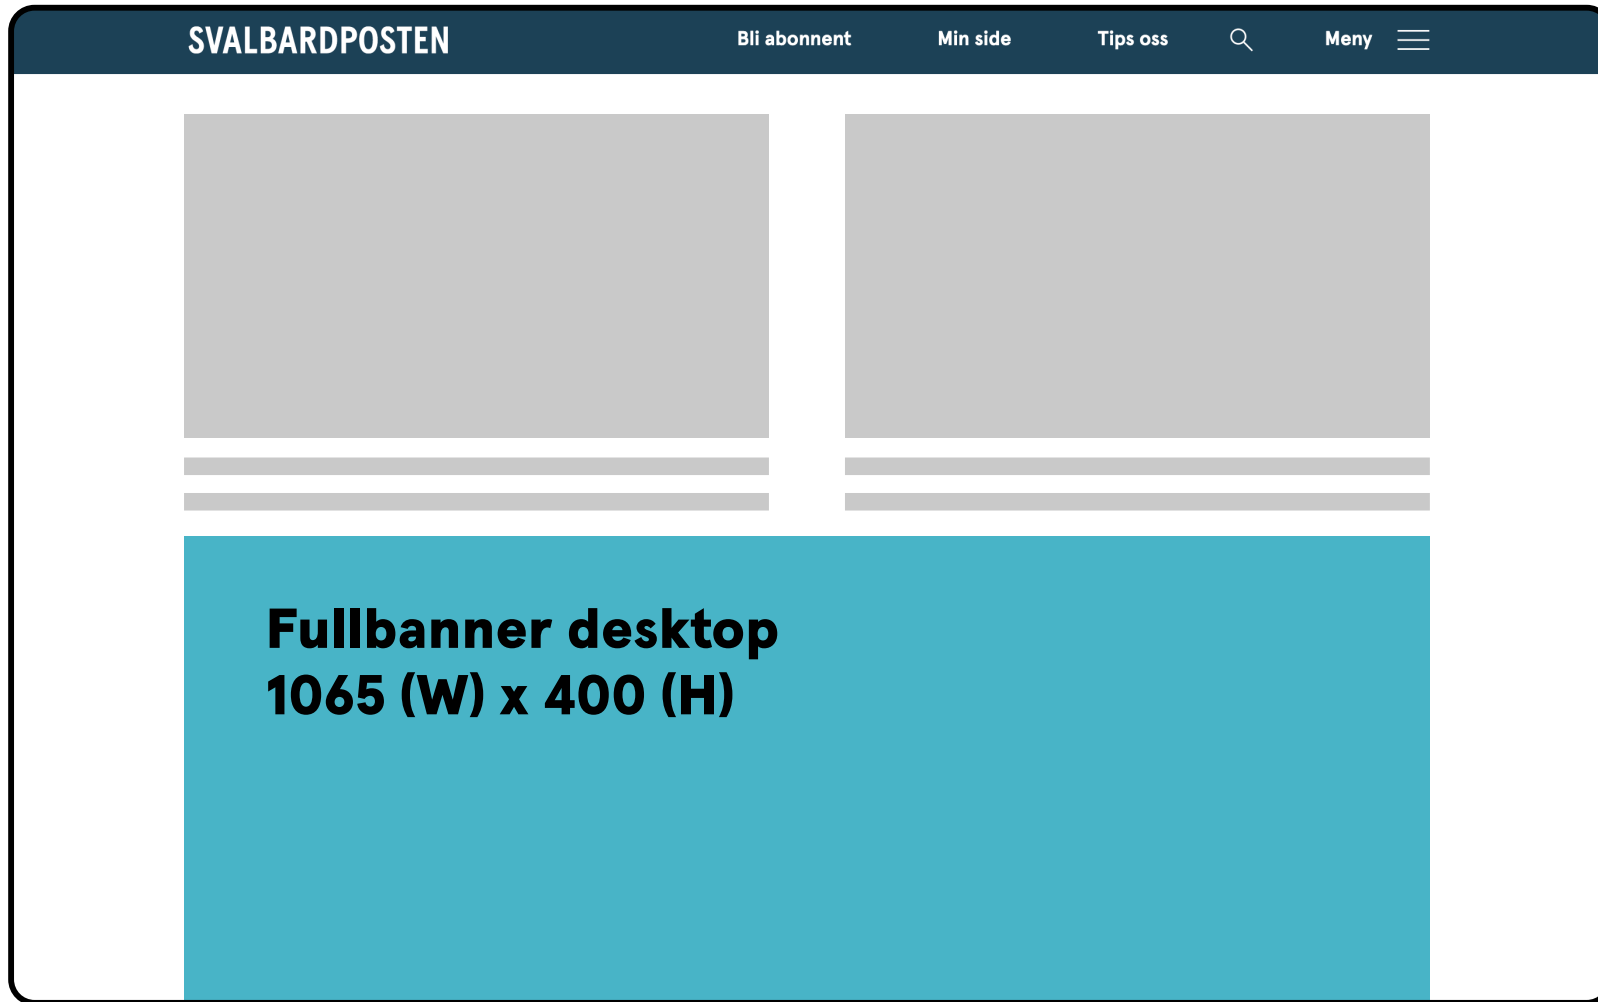 SVALBARDPOSTEN Bli abonnent Min side Tips oss Meny
Fullbanner desktop
1065 (W) x 400 (H)